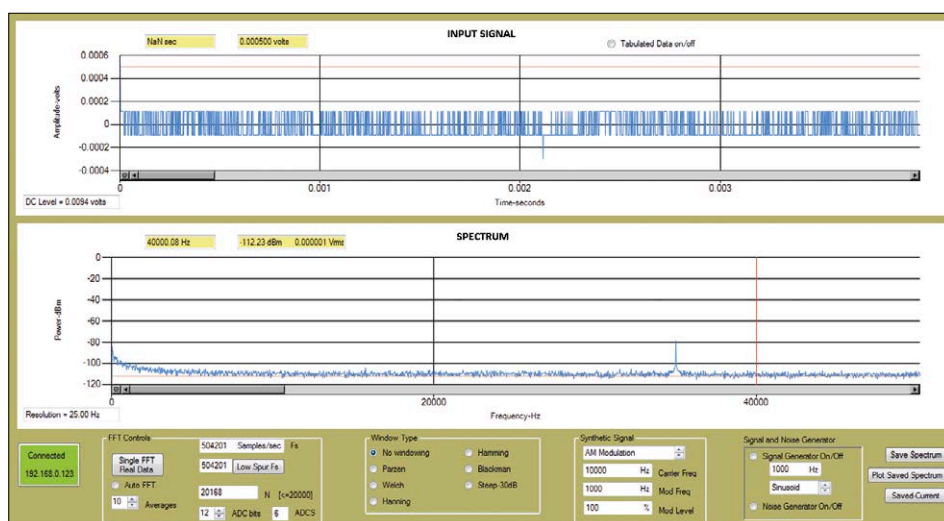 INPUT SIGNAL
NaN sec
0.000500 volts
Tabulated Data on/off
0.0006
0.0004
0.0002
0
-0.0002
-0.0004
Amplitude-volts
0
0.001
0.002
0.003
DC Level = 0.0094 volts
Time-seconds
SPECTRUM
40000.08 Hz
-112.23 dBm 0.000001 Vrms
0
-20
-40
-60
-80
-100
-120
Power-dBm
20000
40000
Resolution = 25.00 Hz
Frequency-Hz
Connected
192.168.0.123
FFT Controls
Single FFT
Real Data
504201 Samples/sec Fs
504201 Low Spur Fs
Auto FFT
10 Averages
20168 N [<=20000]
12 ADC bits 6 ADCS
Window Type
No windowing
Parzen
Welch
Hanning
Hamming
Blackman
Steep-30dB
Synthetic Signal
AM Modulation
10000 Hz Carrier Freq
1000 Hz Mod Freq
100 % Mod Level
Signal and Noise Generator
Signal Generator On/Off
1000 Hz
Sinusoid
Noise Generator On/Off
Save Spectrum
Plot Saved Spectrum
Saved-Current